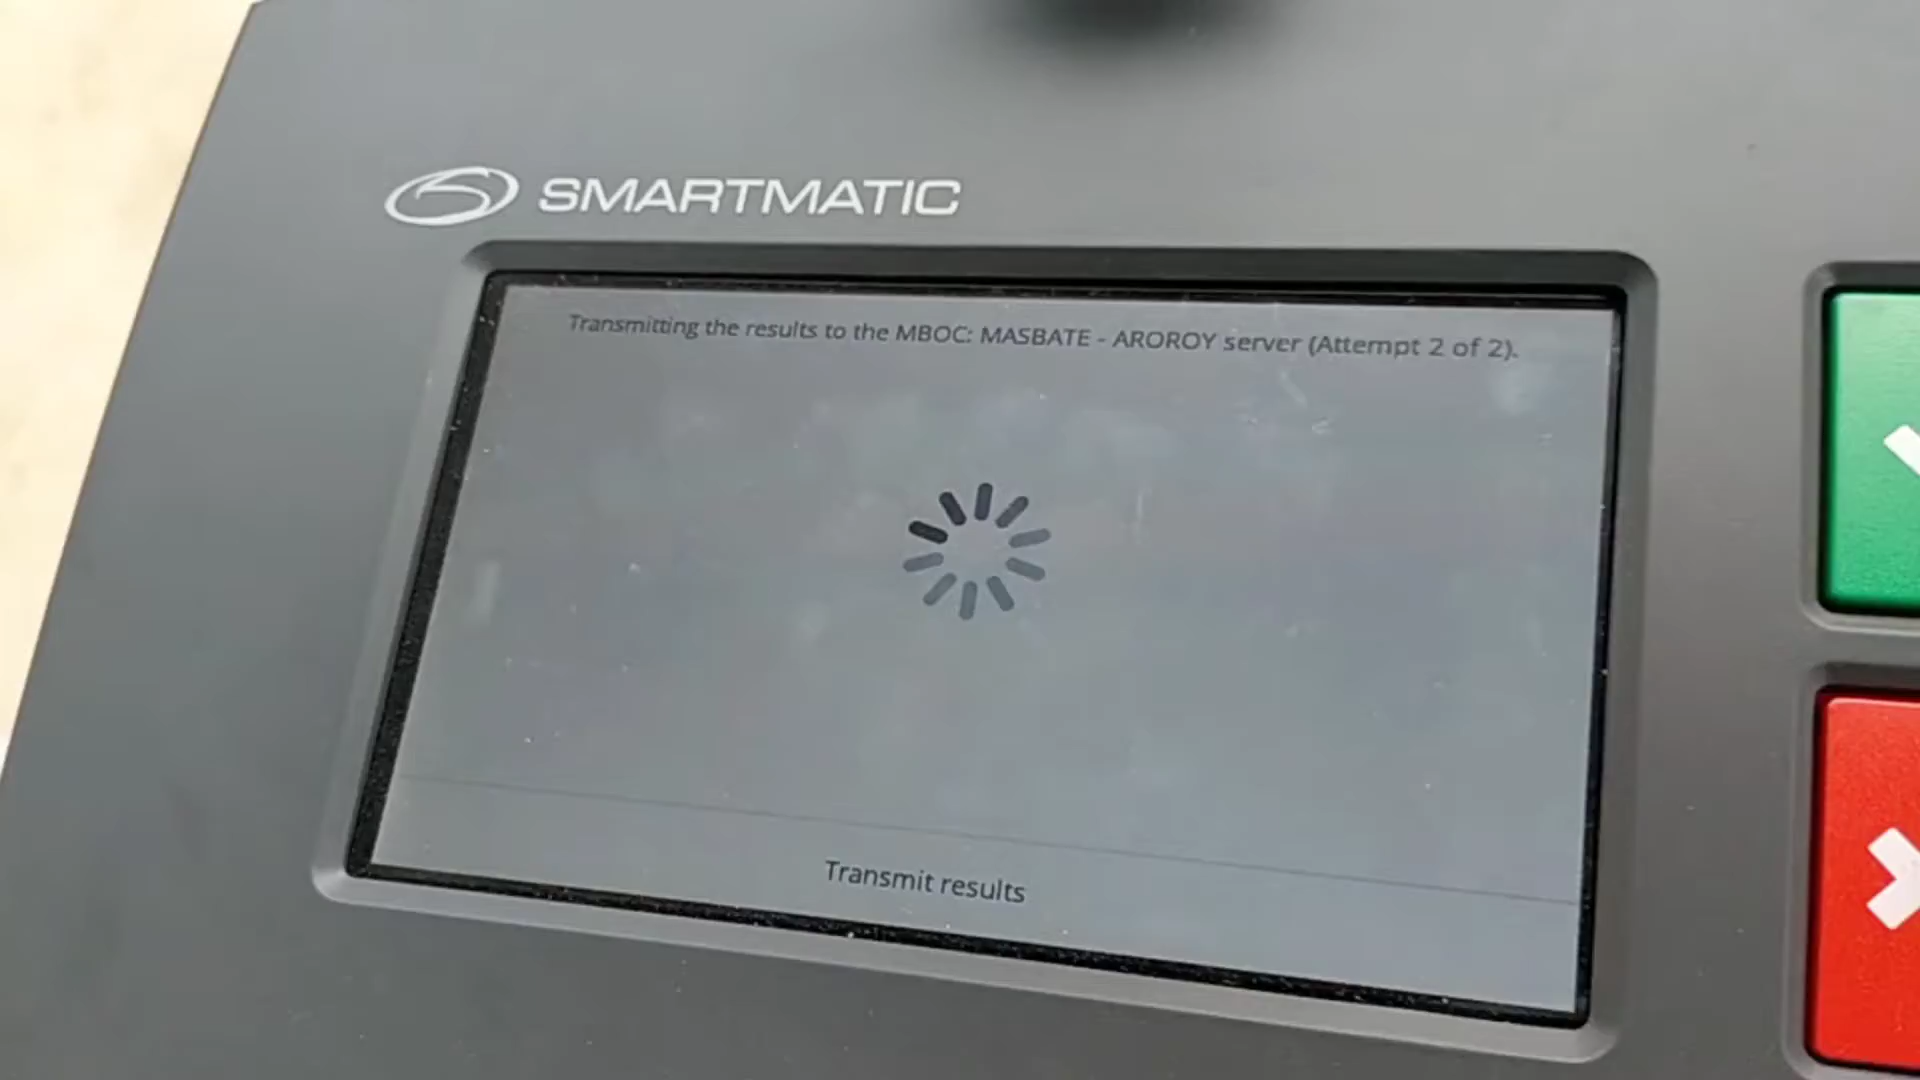 SMARTMATIC
Transmitting the results to the MBOC: MASBATE - AROROY server (Attempt 2 of 2).
Transmit results